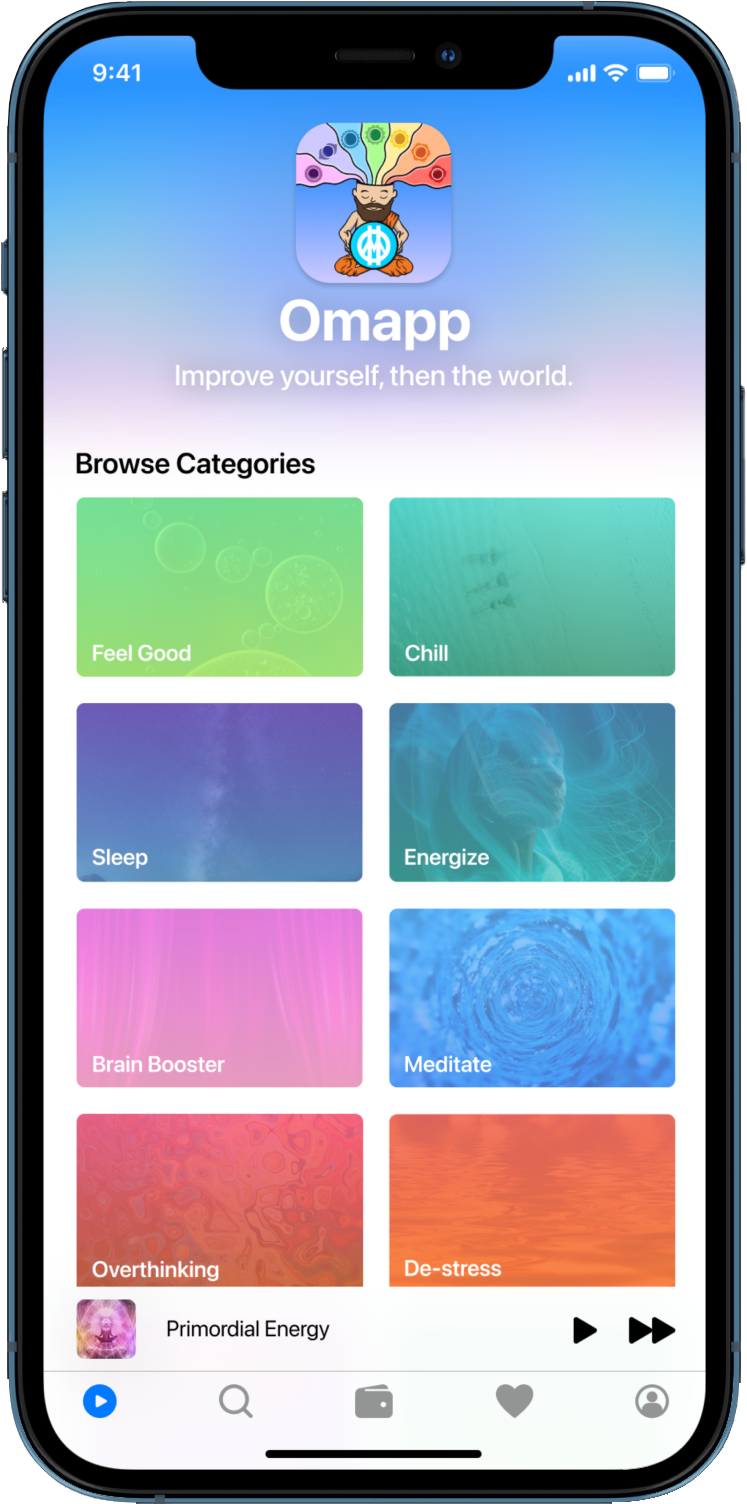 9:41
Omapp
Improve yourself, then the world.
Browse Categories
Feel Good
Chill
Sleep
Energize
Brain Booster
Meditate
Overthinking
De-stress
Primordial Energy